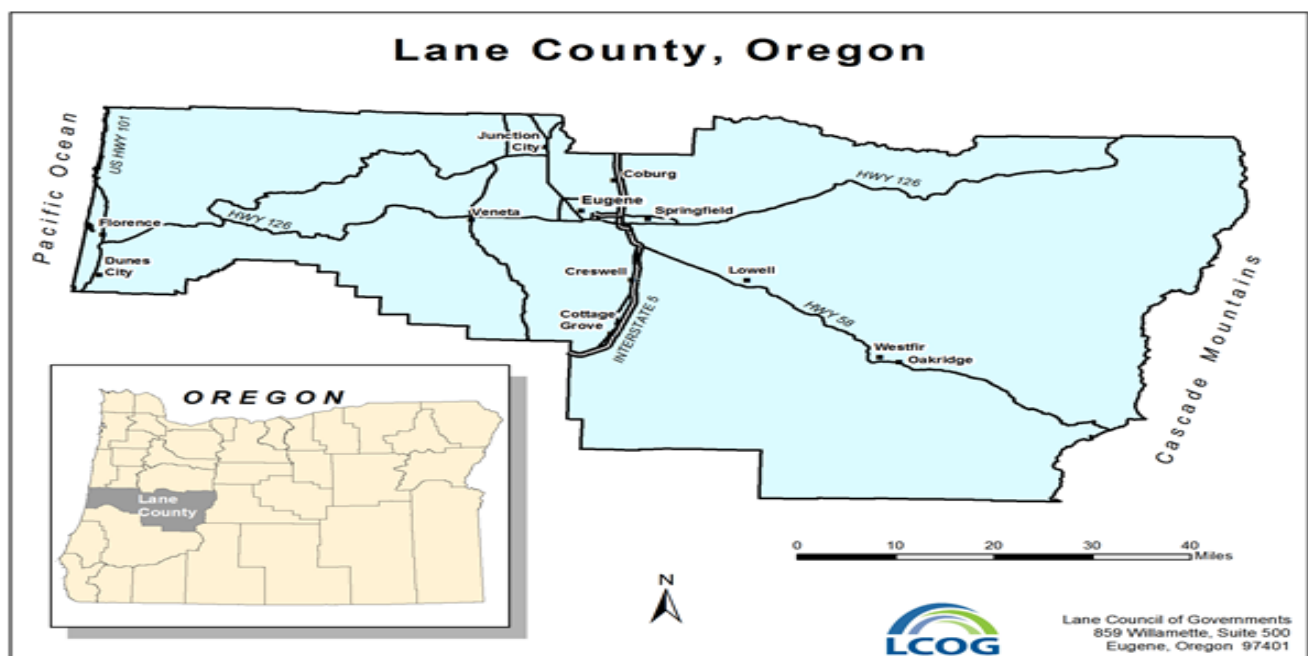 Lane County, Oregon
Pacific Ocean
US HWY 101
Junction
City
Coburg
HWY 126
Eugene
Springfield
Veneta
HWY 126
Florence
Dunes
City
Creswell
Lowell
Cottage
Grove
INTERSTATE 5
HWY 58
Westfir
Oakridge
Cascade Mountains
OREGON
Lane
County
0 10 20 30 40
Miles
N
LCOG
Lane Council of Governments
859 Willamette, Suite 500
Eugene, Oregon 97401